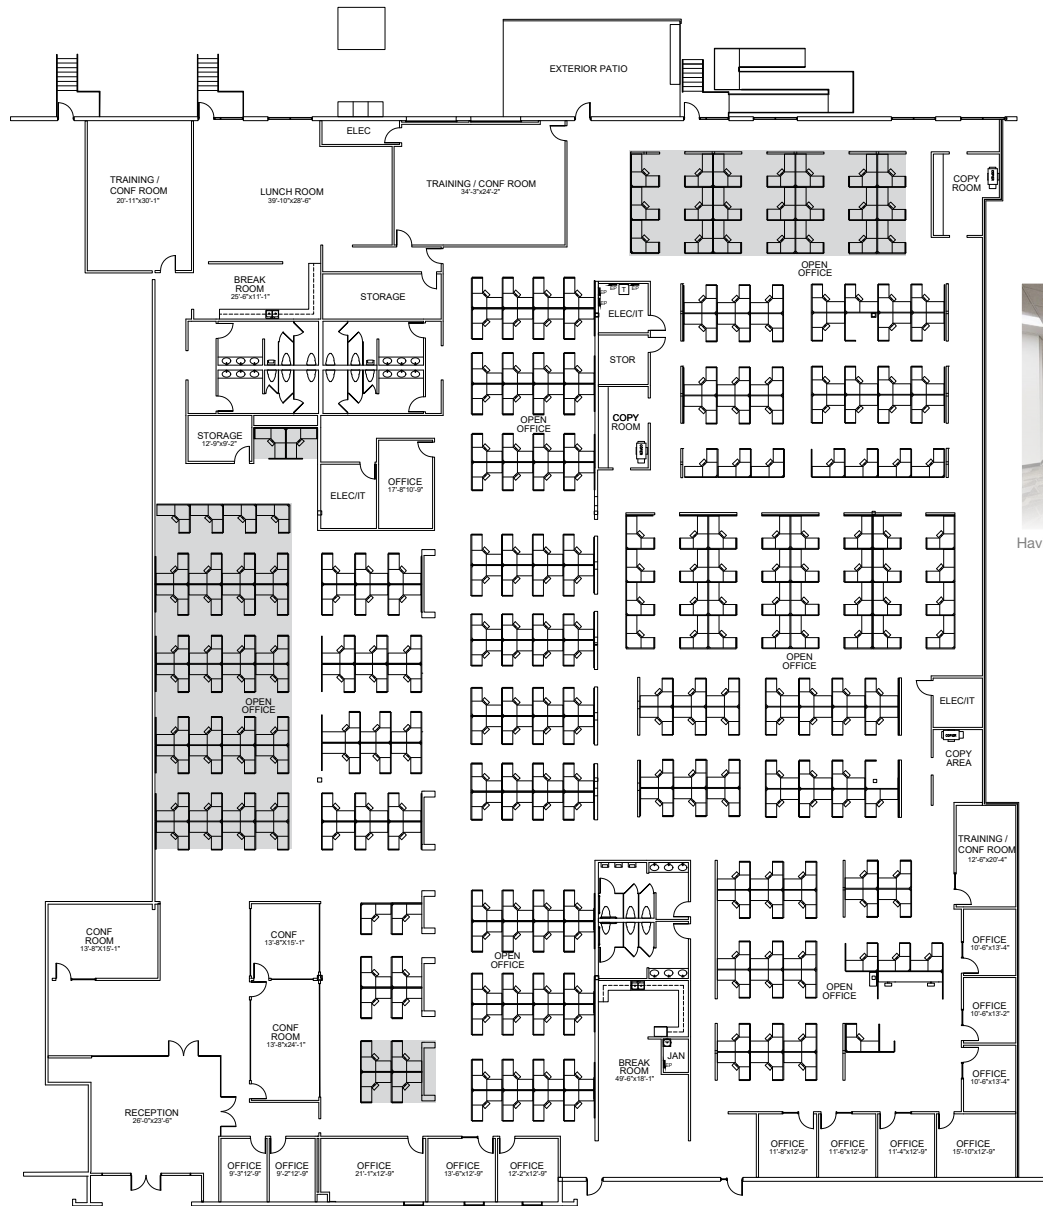 EXTERIOR PATIO
ELEC
TRAINING /
CONF ROOM
20'-11"x30'-1"
LUNCH ROOM
39'-10"x28'-6"
TRAINING / CONF ROOM
34'-3"x24'-2"
COPY
ROOM
OPEN
OFFICE
BREAK
ROOM
25'-6"x11'-1"
STORAGE
T
ELEC/IT
STOR
OPEN
OFFICE
COPY
ROOM
STORAGE
12'-9"x9'-2"
ELEC/IT
OFFICE
17'-8"10'-9"
Hav
OPEN
OFFICE
OPEN
OFFICE
ELEC/IT
COPY
AREA
TRAINING /
CONF ROOM
12'-6"x20'-4"
CONF
ROOM
13'-8"X15'-1"
CONF
13'-8"X15'-1"
OPEN
OFFICE
OFFICE
10'-6"x13'-4"
OPEN
OFFICE
OFFICE
10'-6"x13'-2"
CONF
ROOM
13'-8"x24'-1"
BREAK
ROOM
49'-6"x18'-1"
JAN
EP
OFFICE
10'-6"x13'-4"
RECEPTION
26'-0"x23'-6"
OFFICE
11'-8"x12'-9"
OFFICE
11'-6"x12'-9"
OFFICE
11'-4"x12'-9"
OFFICE
15'-10"x12'-9"
OFFICE
9'-3"12'-9"
OFFICE
9'-2"12'-9"
OFFICE
21'-1"x12'-9"
OFFICE
13'-6"x12'-9"
OFFICE
12'-2"x12'-9"